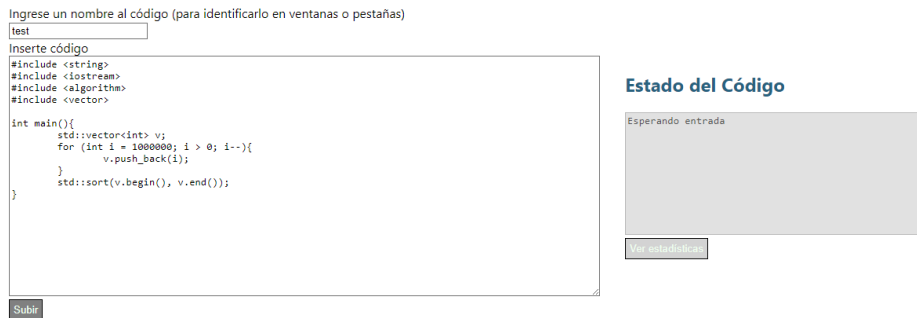 Ingrese un nombre al código (para identificarlo en ventanas o pestañas)
test
Inserte código
#include <string>
#include <iostream>
#include <algorithm>
#include <vector>
int main(){
std::vector<int> v;
for (int i = 1000000; i > 0; i--){
v.push_back(i);
}
std::sort(v.begin(), v.end());
}
Subir
Estado del Código
Esperando entrada
Ver estadísticas